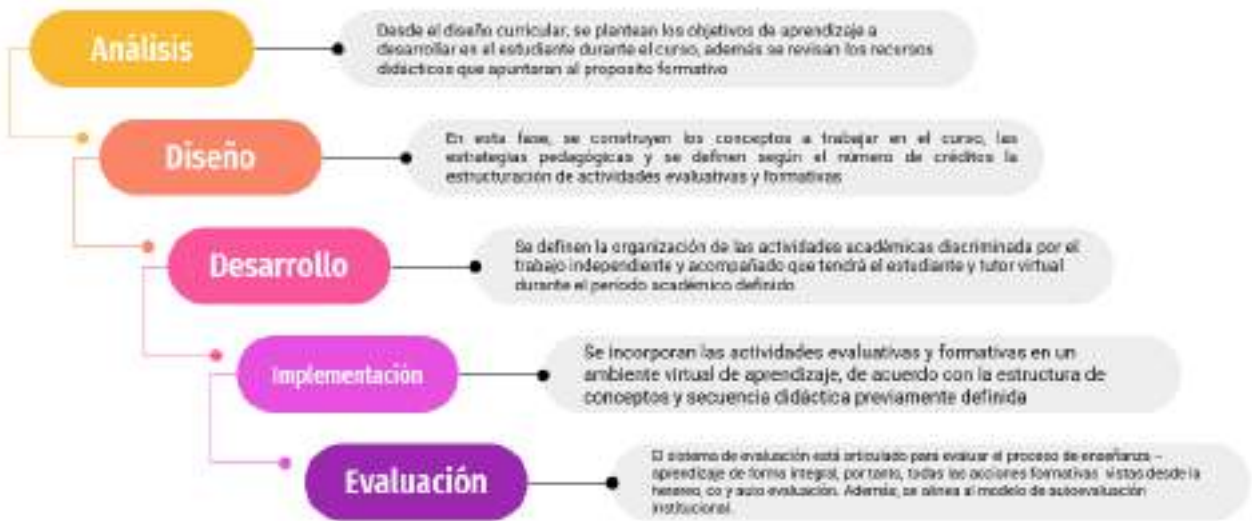 Análisis
Desde el diseño curricular, se plantean los objetivos de aprendizaje a
desarrollar en el estudiante durante el curso, además se revisan los recursos
didácticos que apuntaran al proposito formativo
Diseño
En esta fase, se construyen los conceptos a trabajar en el curso, las
estrategias pedagógicas y se definen según el número de créditos la
estructuración de actividades evaluativas y formativas
Desarrollo
Se definen la organización de las actividades académicas discriminada por el
trabajo independiente y acompañado que tendrá el estudiante y tutor virtual
durante el periodo académico definido
Implementación
Se incorporan las actividades evaluativas y formativas en un
ambiente virtual de aprendizaje, de acuerdo con la estructura de
conceptos y secuencia didáctica previamente definida
Evaluación
El sistema de evaluación está articulado para evaluar el proceso de enseñanza –
aprendizaje de forma integral, por tanto, todas las acciones formativas vistas desde la
co y auto evaluación. Además, se alinea al modelo de autoevaluación
institucional.